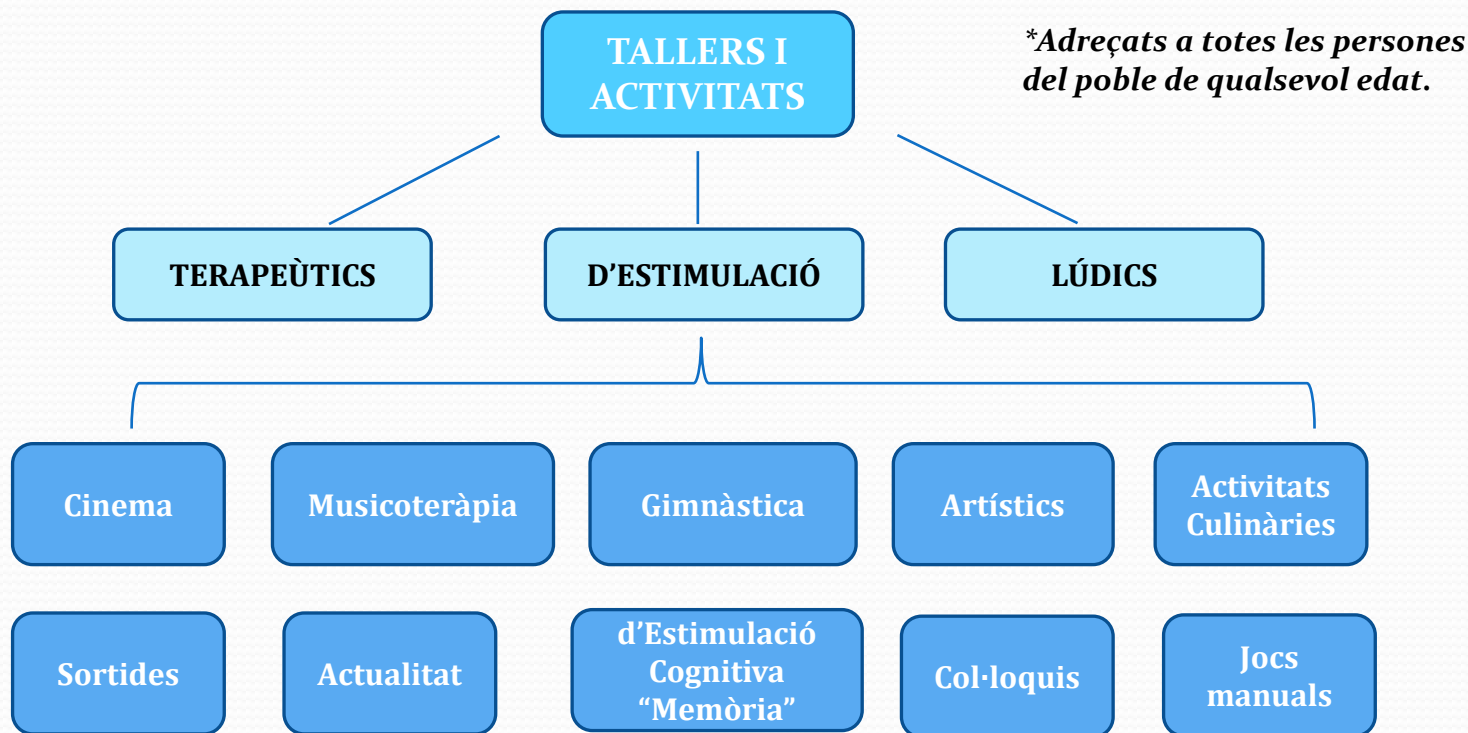 TALLERS I
ACTIVITATS
*Adreçats a totes les persones
del poble de qualsevol edat.
TERAPEÙTICS
D’ESTIMULACIÓ
LÚDICS
Cinema
Musicoteràpia
Gimnàstica
Artístics
Activitats
Culinàries
Sortides
Actualitat
d’Estimulació
Cognitiva
“Memòria”
Col·loquis
Jocs
manuals